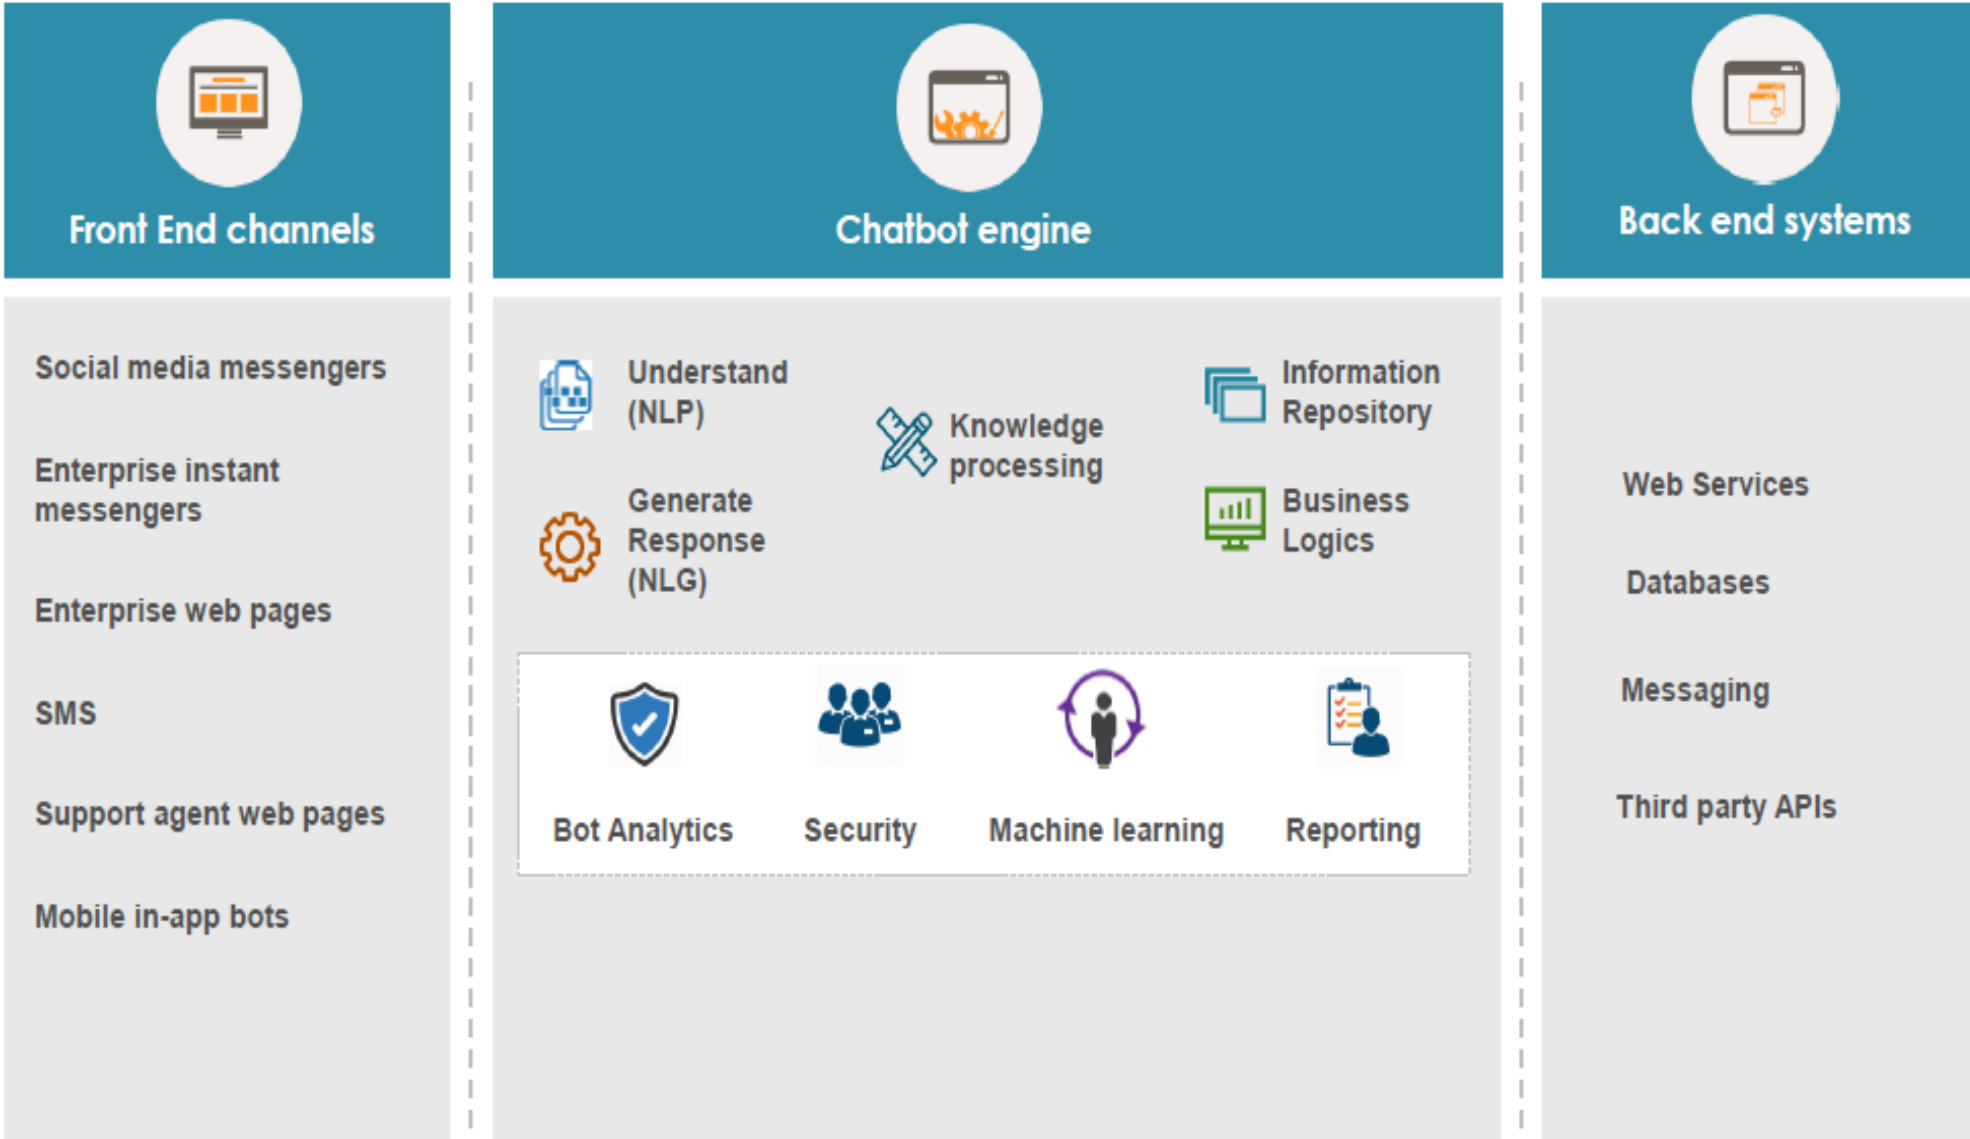 Front End channels
Social media messengers
Enterprise instant
messengers
Enterprise web pages
SMS
Support agent web pages
Mobile in-app bots
Chatbot engine
Understand
(NLP)
Generate
Response
(NLG)
Knowledge
processing
Information
Repository
Business
Logics
Bot Analytics
Security
Machine learning
Reporting
Back end systems
Web Services
Databases
Messaging
Third party APIs